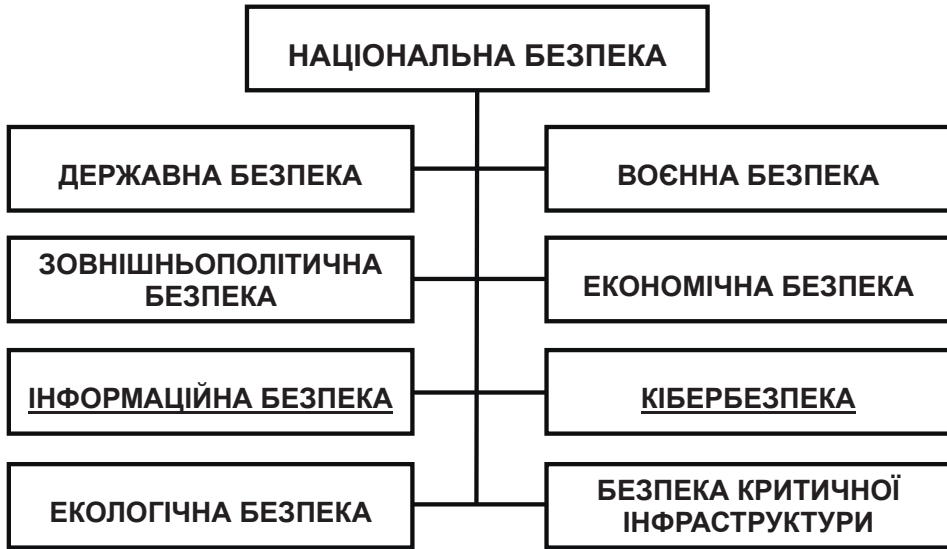 НАЦІОНАЛЬНА БЕЗПЕКА
ДЕРЖАВНА БЕЗПЕКА
ВОЄННА БЕЗПЕКА
ЗОВНІШНЬОПОЛІТИЧНА
БЕЗПЕКА
ЕКОНОМІЧНА БЕЗПЕКА
ІНФОРМАЦІЙНА БЕЗПЕКА
КІБЕРБЕЗПЕКА
ЕКОЛОГІЧНА БЕЗПЕКА
БЕЗПЕКА КРИТИЧНОЇ
ІНФРАСТРУКТУРИ